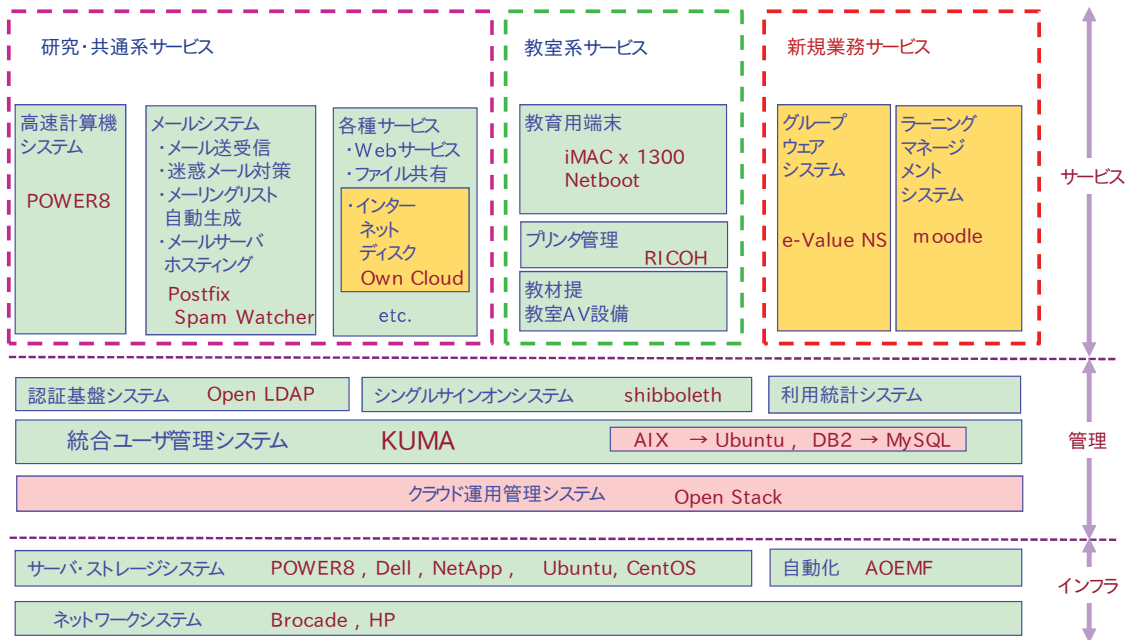 研究・共通系サービス
教室系サービス
新規業務サービス
高速計算機
システム
POWER8
メールシステム
・メール送受信
・迷惑メール対策
・メーリングリスト
自動生成
・メールサーバ
ホスティング
Postfix
Spam Watcher
各種サービス
・Webサービス
・ファイル共有
・インター
ネット
ディスク
Own Cloud
etc.
教育用端末
iMAC x 1300
Netboot
プリンタ管理
RICOH
教材提
教室AV設備
グループ
ウェア
システム
e-Value NS
ラーニング
マネージ
メント
システム
moodle
サービス
認証基盤システム Open LDAP
シングルサインオンシステム shibboleth
利用統計システム
統合ユーザ管理システム KUMA
AIX → Ubuntu , DB2 → MySQL
クラウド運用管理システム Open Stack
管理
サーバ・ストレージシステム POWER8 , Dell , NetApp , Ubuntu, CentOS
自動化 AOEMF
ネットワークシステム Brocade , HP
インフラ